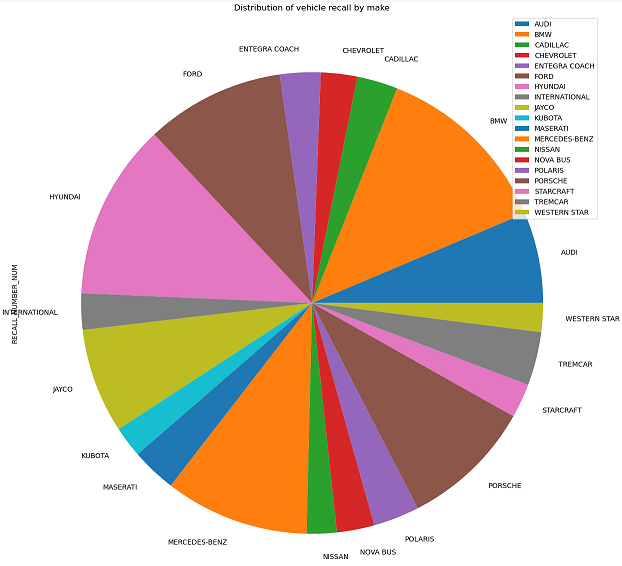 Distribution of vehicle recall by make
AUDI
BMW
CADILLAC
CHEVROLET
ENTEGRA COACH
FORD
HYUNDAI
INTERNATIONAL
JAYCO
KUBOTA
MASERATI
MERCEDES-BENZ
NISSAN
NOVA BUS
POLARIS
PORSCHE
STARCRAFT
TREMCAR
WESTERN STAR
ENTEGRA COACH
CHEVROLET
CADILLAC
FORD
BMW
HYUNDAI
AUDI
RECALL_NUMBER_NUM
INTERNATIONAL
WESTERN STAR
TREMCAR
JAYCO
STARCRAFT
KUBOTA
MASERATI
PORSCHE
MERCEDES-BENZ
POLARIS
NOVA BUS
NISSAN